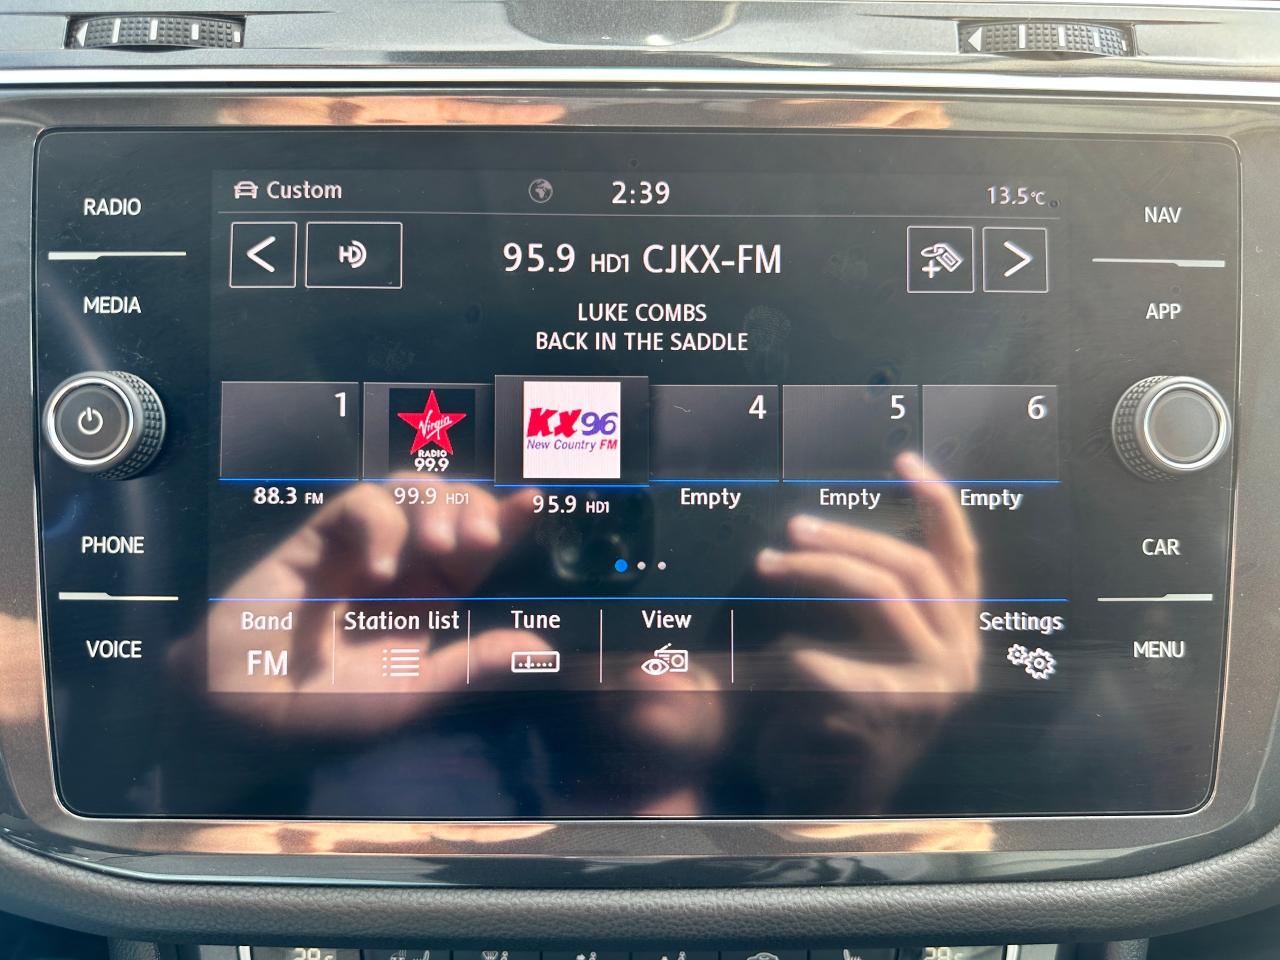 RADIO
MEDIA
PHONE
VOICE
Custom
2:39
13.5°C
HD
95.9 HD1 CJKX-FM
LUKE COMBS
BACK IN THE SADDLE
1
Virgin
RADIO
99.9
KX96
New Country FM
4
5
6
88.3 FM
99.9 HD1
95.9 HD1
Empty
Empty
Empty
Band
FM
Station list
Tune
View
Settings
NAV
APP
CAR
MENU